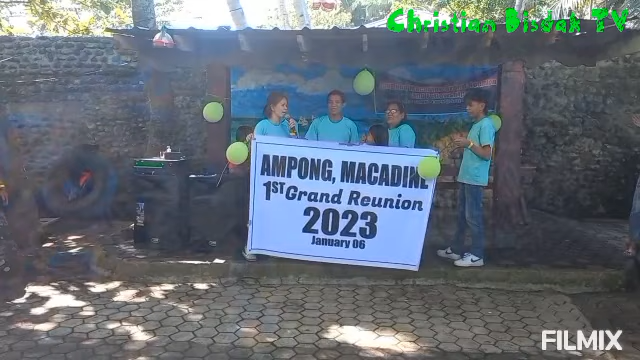 Christian Bisdak TV
AMPONG, MACADINE
1ST Grand Reunion
2023
January 06
FILMIX